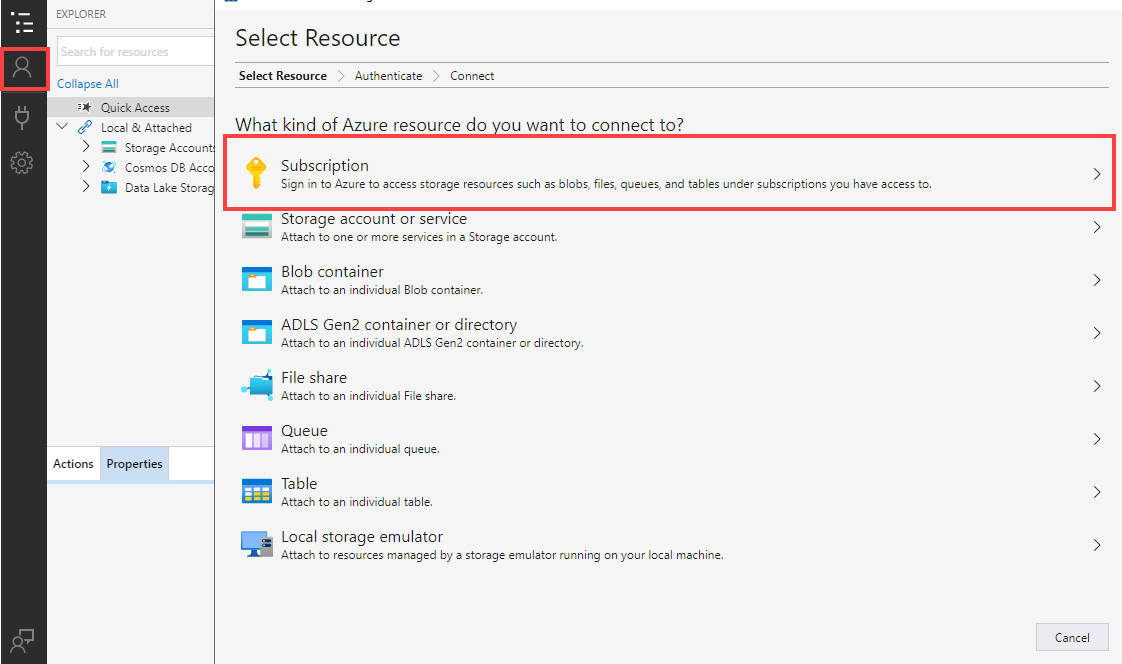 EXPLORER
Search for resources
Collapse All
Quick Access
Local & Attached
Storage Accounts
Cosmos DB Acco
Data Lake Storag
Actions
Properties
Select Resource
Select Resource
Authenticate
Connect
What kind of Azure resource do you want to connect to?
Subscription
Sign in to Azure to access storage resources such as blobs, files, queues, and tables under subscriptions you have access to.
Storage account or service
Attach to one or more services in a Storage account.
Blob container
Attach to an individual Blob container.
ADLS Gen2 container or directory
Attach to an individual ADLS Gen2 container or directory.
File share
Attach to an individual File share.
Queue
Attach to an individual queue.
Table
Attach to an individual table.
Local storage emulator
Attach to resources managed by a storage emulator running on your local machine.
Cancel